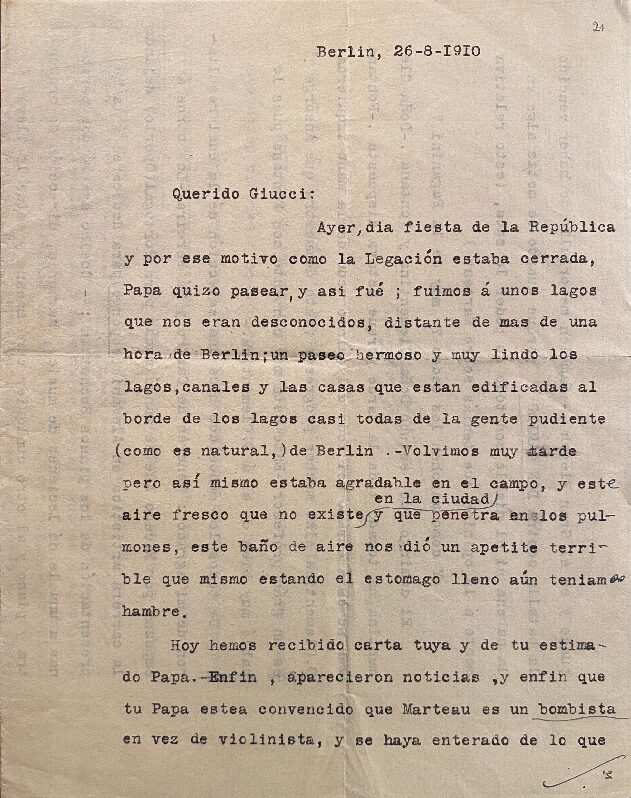 21
Berlin, 26-8-1910
Querido Giucci:
Ayer, dia fiesta de la República
y por ese motivo como la Legación estaba cerrada,
Papa quizo pasear, y asi fué ; fuimos á unos lagos
que nos eran desconocidos, distante de mas de una
hora de Berlin; un paseo hermoso y muy lindo los
lagos, canales y las casas que estan edificadas al
borde de los lagos casi todas de la gente pudiente
(como es natural,) de Berlin .-Volvimos muy tarde
pero así mismo estaba agradable en el campo, y este
en la ciudad,
aire fresco que no existe y que penetra en los pul-
mones, este baño de aire nos dió un apetite terri-
ble que mismo estando el estomago lleno aún teniamos
hambre.
Hoy hemos recibido carta tuya y de tu estima-
do Papa.-Enfin , aparecieron noticias ,y enfin que
tu Papa estea convencido que Marteau es un bombista
en vez de violinista, y se haya enterado de lo que